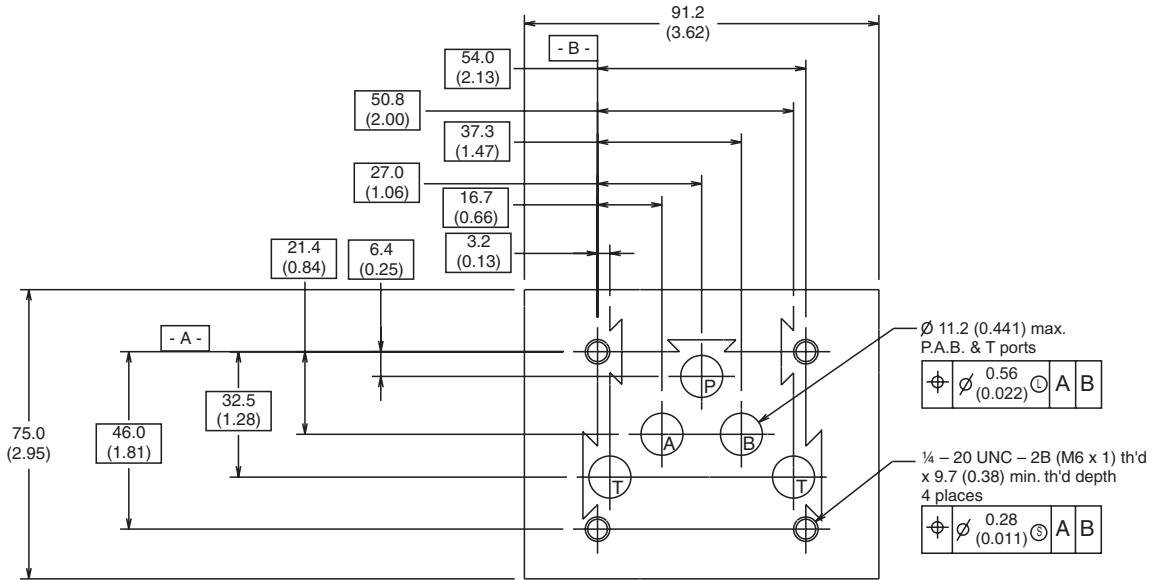 91.2
(3.62)
- B -
54.0
(2.13)
50.8
(2.00)
37.3
(1.47)
27.0
(1.06)
16.7
(0.66)
3.2
(0.13)
21.4
(0.84)
6.4
(0.25)
- A -
32.5
(1.28)
46.0
(1.81)
75.0
(2.95)
P
A
B
T
T
Ø 11.2 (0.441) max.
P.A.B. & T ports
⌖ Ø 0.56 (0.022) Ⓛ A B
¼ – 20 UNC – 2B (M6 x 1) th'd
x 9.7 (0.38) min. th'd depth
4 places
⌖ Ø 0.28 (0.011) Ⓢ A B